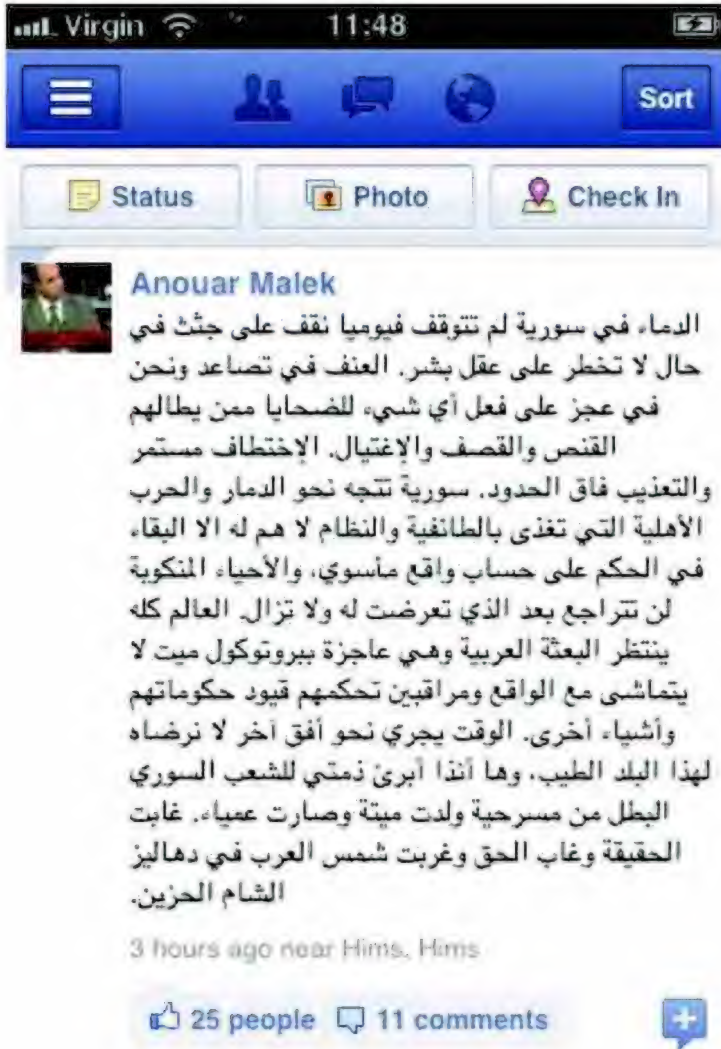 Virgin 11:48
Sort
Status Photo Check In
Anouar Malek
الدماء في سورية لم تتوقف فيوميا نقف على جثث في
حال لا تخطر على عقل بشر. العنف في تصاعد ونحن
في عجز على فعل أي شيء للضحايا ممن يطالهم
القنص والقصف والإغتيال. الإختطاف مستمر
والتعذيب فاق الحدود. سورية تتجه نحو الدمار والحرب
الأهلية التي تغذى بالطائفية والنظام لا هم له الا البقاء
في الحكم على حساب واقع مأسوي، والأحياء المنكوبة
لن تتراجع بعد الذي تعرضت له ولا تزال. العالم كله
ينتظر البعثة العربية وهي عاجزة ببروتوكول ميت لا
يتماشى مع الواقع ومراقبين تحكمهم قيود حكوماتهم
وأشياء أخرى. الوقت يجري نحو أفق آخر لا نرضاه
لهذا البلد الطيب، وها أنذا أبرئ ذمتي للشعب السوري
البطل من مسرحية ولدت ميتة وصارت عمياء. غابت
الحقيقة وغاب الحق وغربت شمس العرب في دهاليز
الشام الحزين.
3 hours ago near Hims, Hims
25 people 11 comments